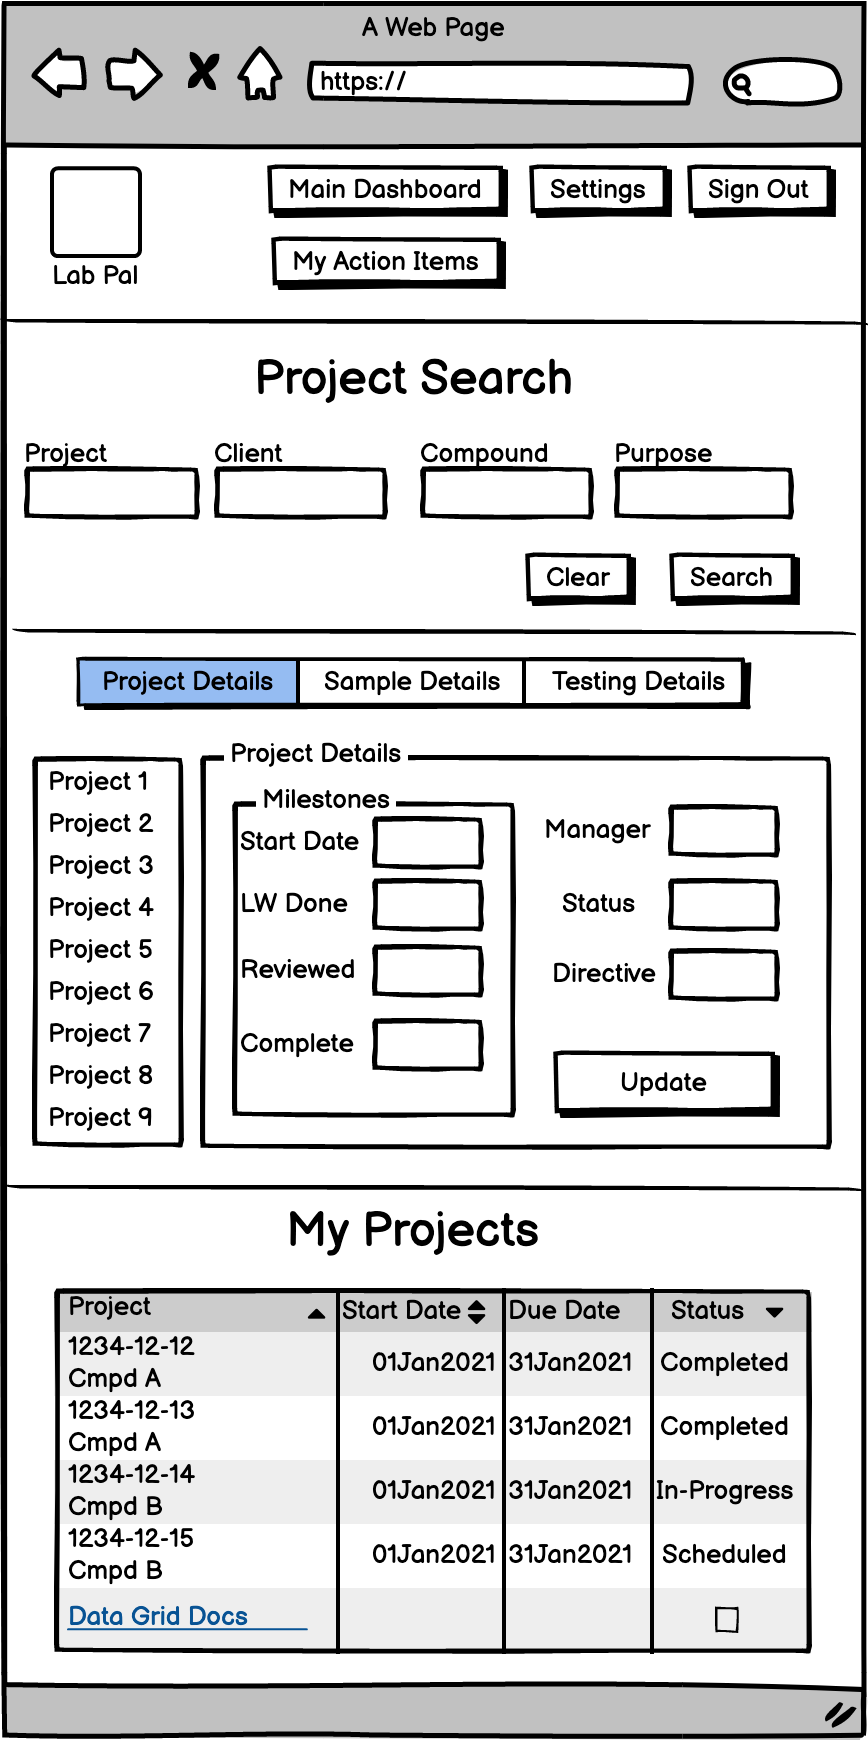 A Web Page
https://
Main Dashboard
Settings
Sign Out
Lab Pal
My Action Items
Project Search
Project
Client
Compound
Purpose
Clear
Search
Project Details
Sample Details
Testing Details
Project 1
Project 2
Project 3
Project 4
Project 5
Project 6
Project 7
Project 8
Project 9
Project Details
Milestones
Start Date
LW Done
Reviewed
Complete
Manager
Status
Directive
Update
My Projects
Project Start Date Due Date Status
1234-12-12
Cmpd A
01Jan2021 31Jan2021 Completed
1234-12-13
Cmpd A
01Jan2021 31Jan2021 Completed
1234-12-14
Cmpd B
01Jan2021 31Jan2021 In-Progress
1234-12-15
Cmpd B
01Jan2021 31Jan2021 Scheduled
Data Grid Docs